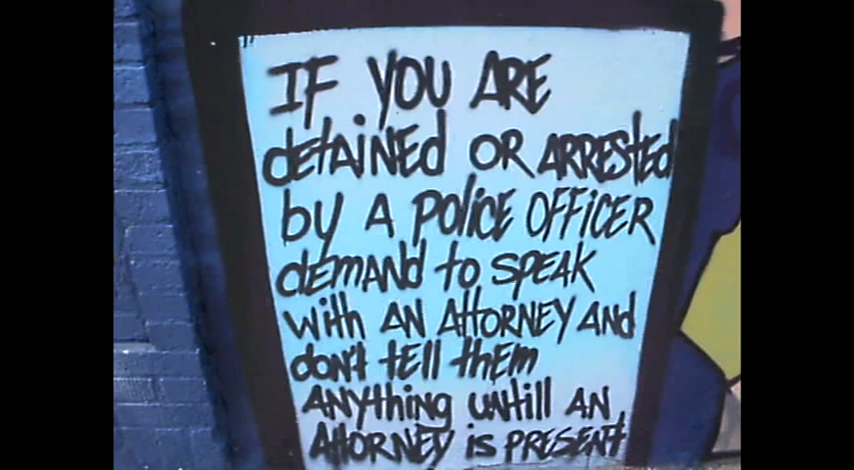 IF YOU ARE
detAiNEd OR ARRESted
by A POliCE OFFiCER
dEMANd to SPEAK
with AN AttORNEY ANd
don't tEll thEM
ANYthing untill AN
AttORNEY is PRESENt